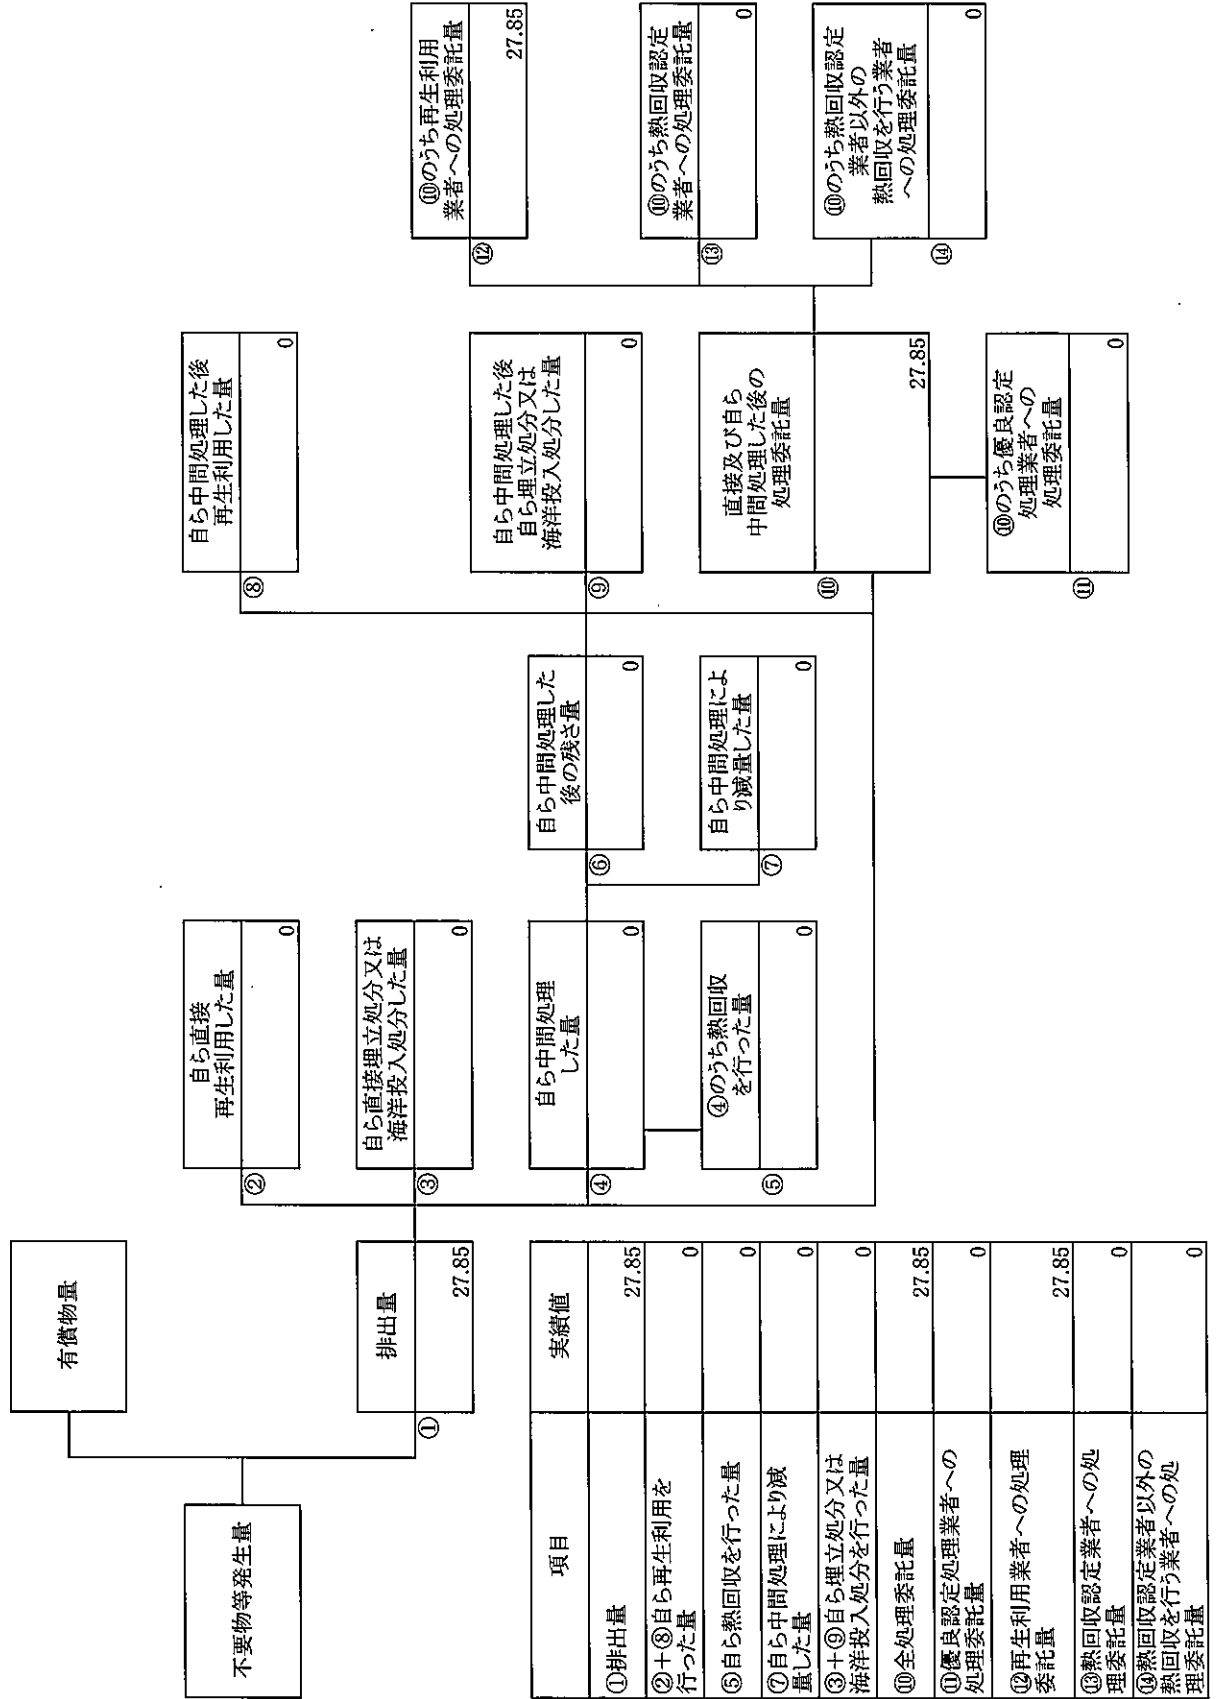 不要物等発生量
有償物量
①
排出量
27.85
②
自ら直接
再生利用した量
0
③
自ら直接埋立処分又は
海洋投入処分した量
0
④
自ら中間処理
した量
0
⑤
④のうち熱回収
を行った量
0
⑥
自ら中間処理した
後の残さ量
0
⑦
自ら中間処理によ
り減量した量
0
⑧
自ら中間処理した後
再生利用した量
0
⑨
自ら中間処理した後
自ら埋立処分又は
海洋投入処分した量
0
⑩
直接及び自ら
中間処理した後の
処理委託量
27.85
⑪
⑩のうち優良認定
処理業者への
処理委託量
0
⑫
⑩のうち再生利用
業者への処理委託量
27.85
⑬
⑩のうち熱回収認定
業者への処理委託量
0
⑭
⑩のうち熱回収認定
業者以外の
熱回収を行う業者
への処理委託量
0
項目 実績値
①排出量 27.85
②+⑧自ら再生利用を
行った量 0
⑤自ら熱回収を行った量 0
⑦自ら中間処理により減
量した量 0
③+⑨自ら埋立処分又は
海洋投入処分を行った量 0
⑩全処理委託量 27.85
⑪優良認定処理業者への
処理委託量 0
⑫再生利用業者への処理
委託量 27.85
⑬熱回収認定業者への処
理委託量 0
⑭熱回収認定業者以外の
熱回収を行う業者への処
理委託量 0